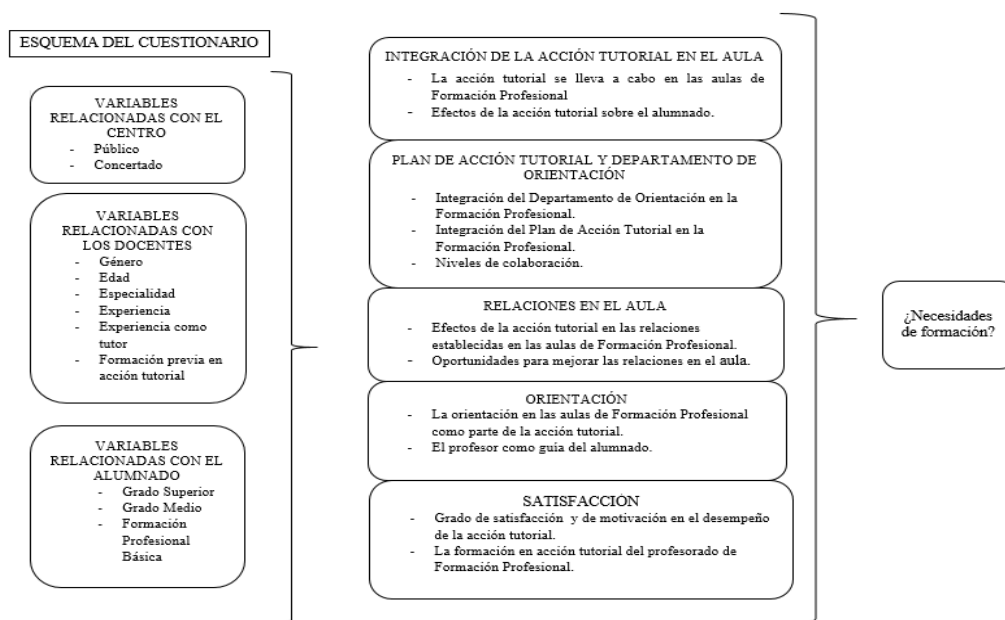 ESQUEMA DEL CUESTIONARIO
VARIABLES
RELACIONADAS CON EL
CENTRO
- Público
- Concertado
VARIABLES
RELACIONADAS CON
LOS DOCENTES
- Género
- Edad
- Especialidad
- Experiencia
- Experiencia como
tutor
- Formación previa en
acción tutorial
VARIABLES
RELACIONADAS CON EL
ALUMNADO
- Grado Superior
- Grado Medio
- Formación
Profesional
Básica
INTEGRACIÓN DE LA ACCIÓN TUTORIAL EN EL AULA
- La acción tutorial se lleva a cabo en las aulas de
Formación Profesional
- Efectos de la acción tutorial sobre el alumnado.
PLAN DE ACCIÓN TUTORIAL Y DEPARTAMENTO DE
ORIENTACIÓN
- Integración del Departamento de Orientación en la
Formación Profesional.
- Integración del Plan de Acción Tutorial en la
Formación Profesional.
- Niveles de colaboración.
RELACIONES EN EL AULA
- Efectos de la acción tutorial en las relaciones
establecidas en las aulas de Formación Profesional.
- Oportunidades para mejorar las relaciones en el aula.
ORIENTACIÓN
- La orientación en las aulas de Formación Profesional
como parte de la acción tutorial.
- El profesor como guía del alumnado.
SATISFACCIÓN
- Grado de satisfacción y de motivación en el desempeño
de la acción tutorial.
- La formación en acción tutorial del profesorado de
Formación Profesional.
¿Necesidades
de formación?